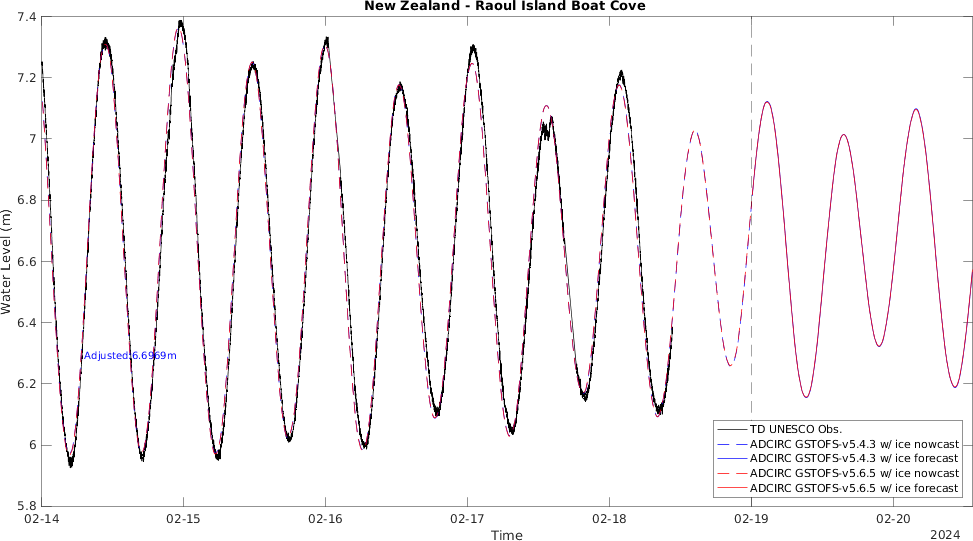 New Zealand - Raoul Island Boat Cove
7.4
7.2
7
6.8
6.6
6.4
6.2
6
5.8
Water Level (m)
Adjusted:6.6969m
TD UNESCO Obs.
ADCIRC GSTOFS-v5.4.3 w/ ice nowcast
ADCIRC GSTOFS-v5.4.3 w/ ice forecast
ADCIRC GSTOFS-v5.6.5 w/ ice nowcast
ADCIRC GSTOFS-v5.6.5 w/ ice forecast
02-14 02-15 02-16 02-17 02-18 02-19 02-20
Time
2024